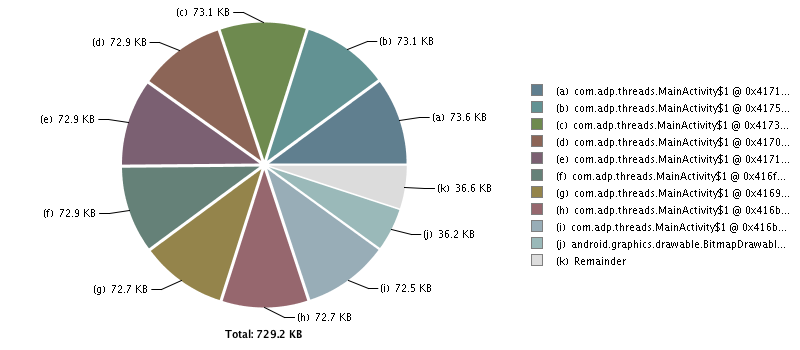 (c) 73.1 KB
(b) 73.1 KB
(d) 72.9 KB
(a) 73.6 KB
(e) 72.9 KB
(k) 36.6 KB
(f) 72.9 KB
(j) 36.2 KB
(g) 72.7 KB
(i) 72.5 KB
(h) 72.7 KB
Total: 729.2 KB
(a) com.adp.threads.MainActivity$1 @ 0x4171...
(b) com.adp.threads.MainActivity$1 @ 0x4175...
(c) com.adp.threads.MainActivity$1 @ 0x4173...
(d) com.adp.threads.MainActivity$1 @ 0x4170...
(e) com.adp.threads.MainActivity$1 @ 0x4171...
(f) com.adp.threads.MainActivity$1 @ 0x416f...
(g) com.adp.threads.MainActivity$1 @ 0x4169...
(h) com.adp.threads.MainActivity$1 @ 0x416b...
(i) com.adp.threads.MainActivity$1 @ 0x416b...
(j) android.graphics.drawable.BitmapDrawabl...
(k) Remainder